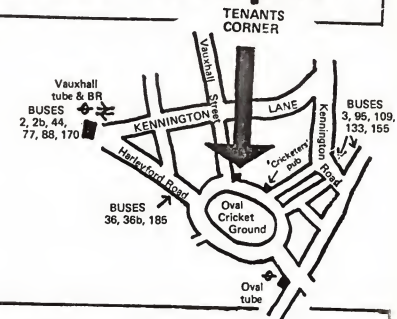 TENANTS
CORNER
Vauxhall
Street
Vauxhall
tube & BR
BUSES
2, 2b, 44,
77, 88, 170
KENNINGTON
LANE
Kennington
Road
BUSES
3, 95, 109,
133, 155
'Cricketers'
pub
Harleyford Road
BUSES
36, 36b, 185
Oval
Cricket
Ground
Oval
tube